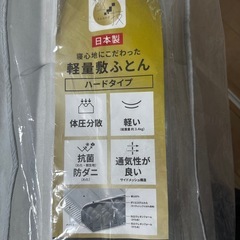 日本製
寝心地にこだわった
軽量敷ふとん
ハードタイプ
体圧分散
軽い
抗菌
防ダニ
通気性が
良い